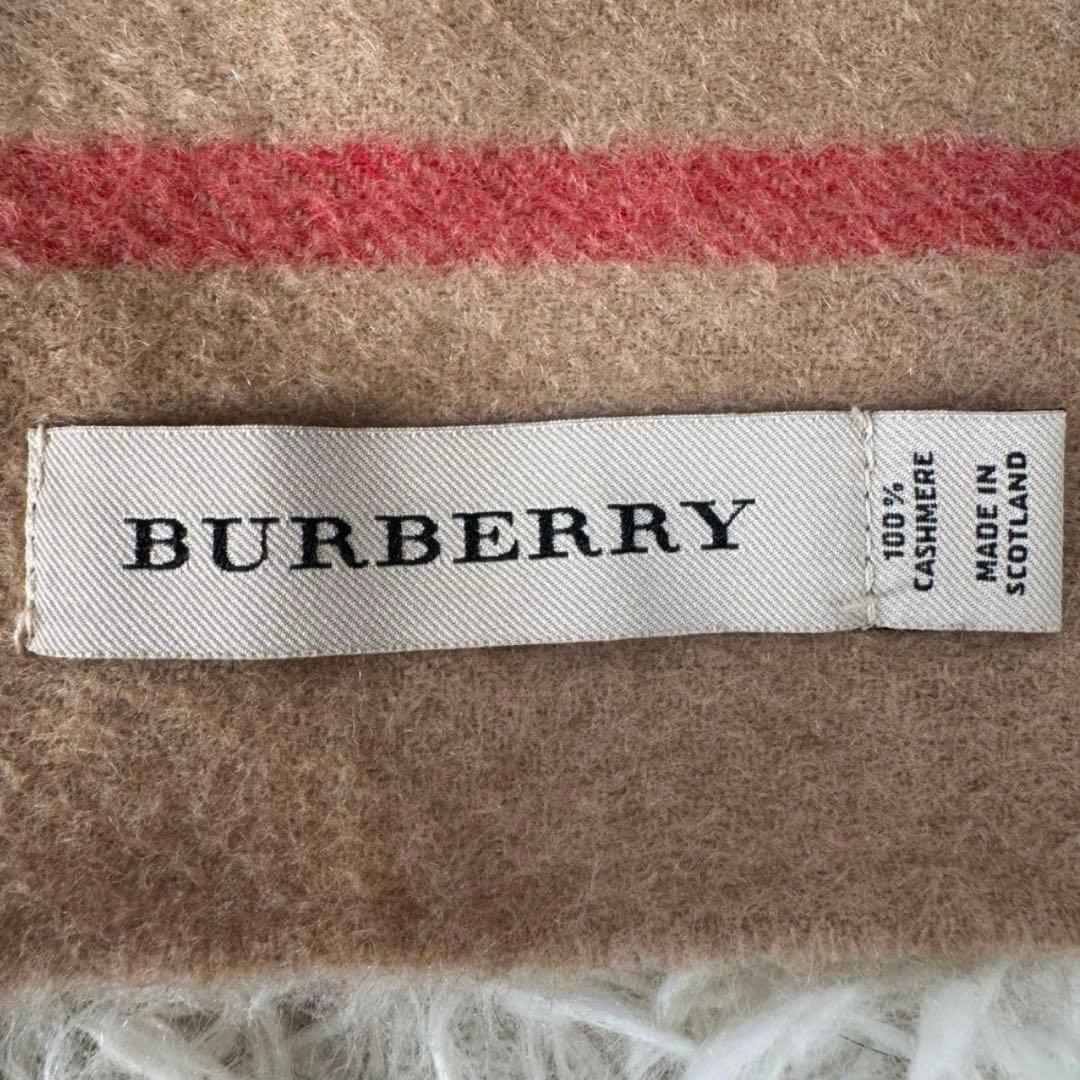 BURBERRY
100%
CASHMERE
MADE IN
SCOTLAND